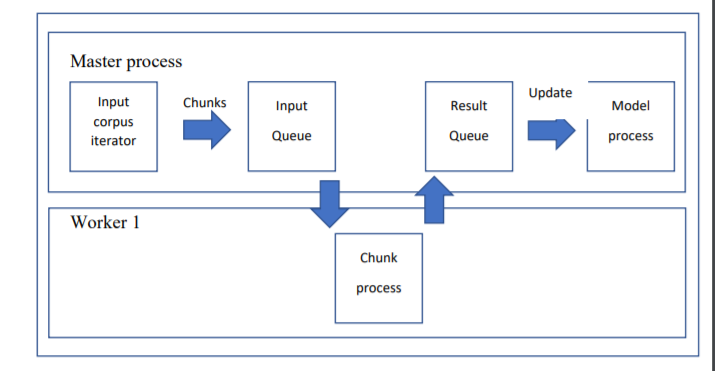 Master process
Input
corpus
iterator
Chunks
Input
Queue
Result
Queue
Update
Model
process
Worker 1
Chunk
process